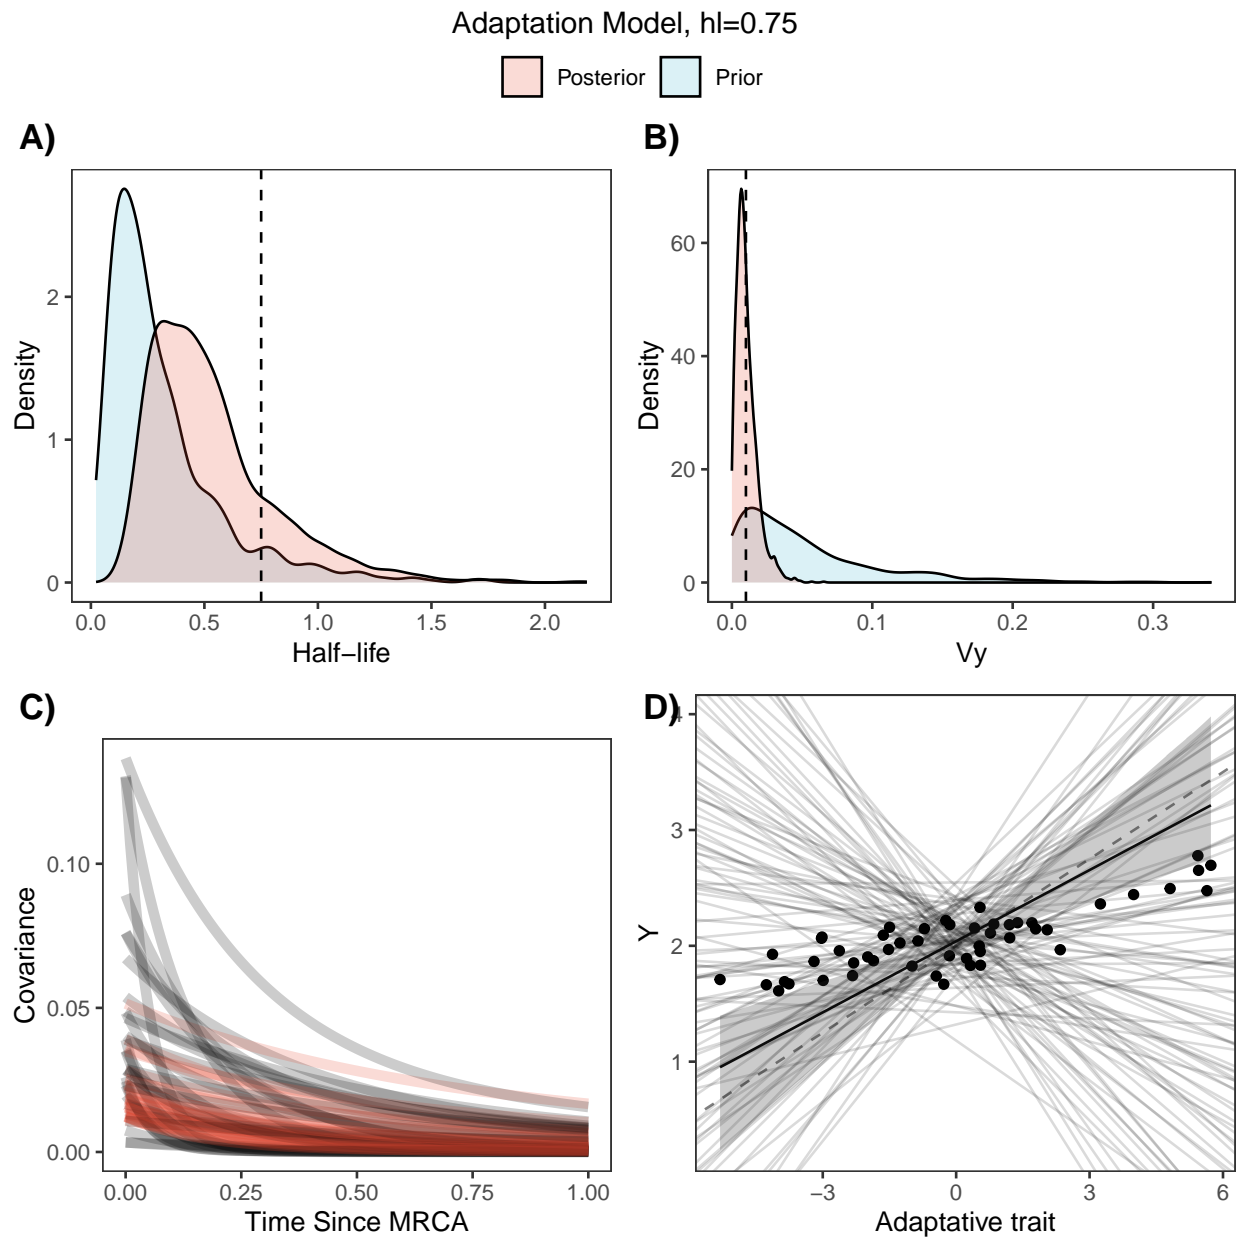 Adaptation Model, hl=0.75
Posterior Prior
A)
Density
2
1
0
0.0 0.5 1.0 1.5 2.0
Half−life
B)
Density
60
40
20
0
0.0 0.1 0.2 0.3
Vy
C)
Covariance
0.10
0.05
0.00
0.00 0.25 0.50 0.75 1.00
Time Since MRCA
D)
Y
4
3
2
1
−3 0 3 6
Adaptative trait